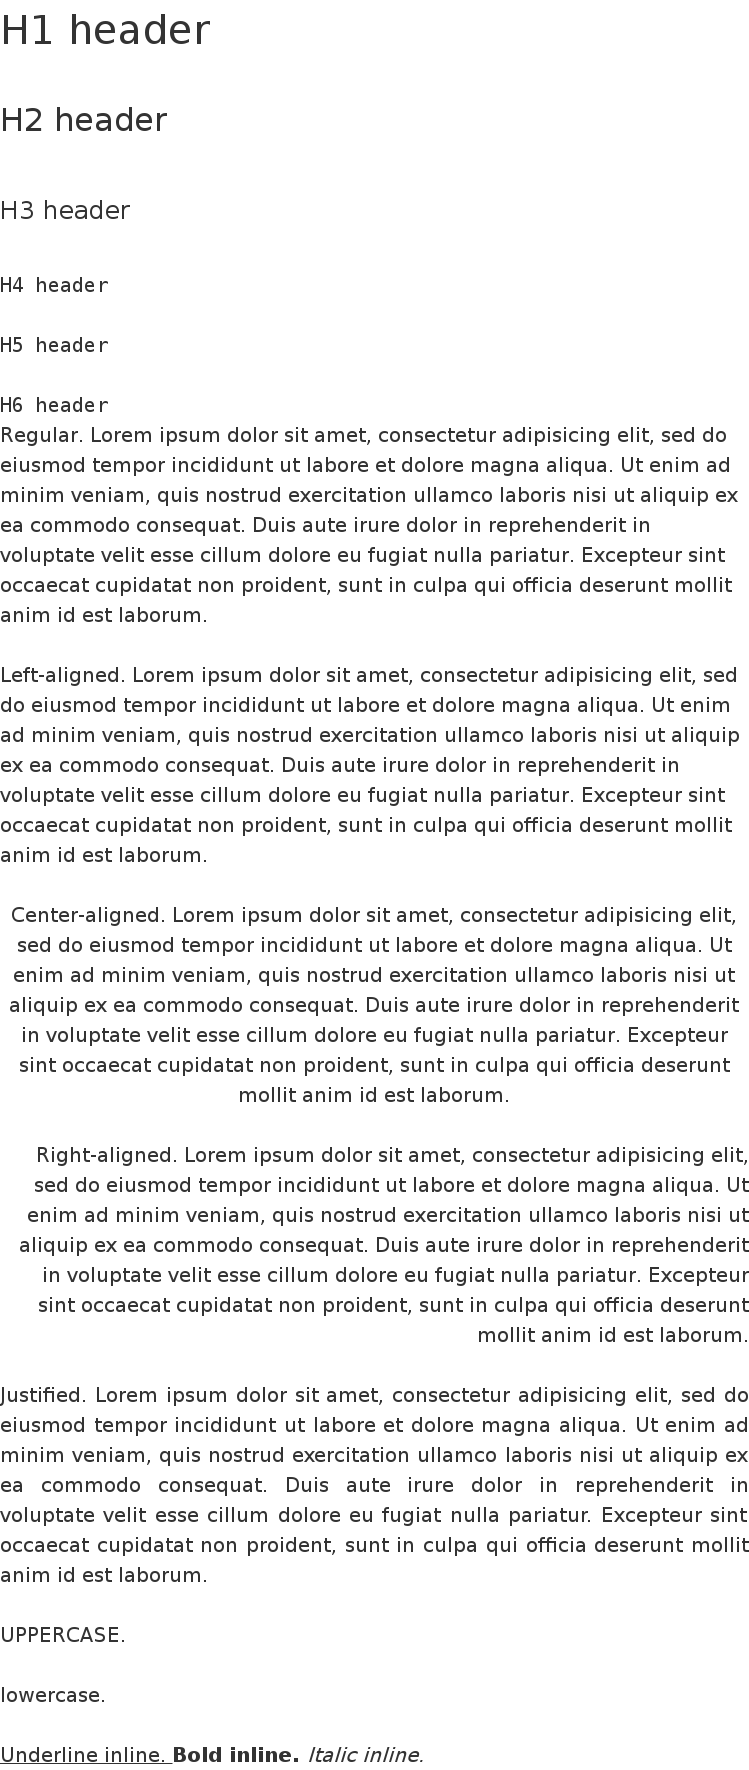 H1 header
H2 header
H3 header
H4 header
H5 header
H6 header
Regular. Lorem ipsum dolor sit amet, consectetur adipisicing elit, sed do
eiusmod tempor incididunt ut labore et dolore magna aliqua. Ut enim ad
minim veniam, quis nostrud exercitation ullamco laboris nisi ut aliquip ex
ea commodo consequat. Duis aute irure dolor in reprehenderit in
voluptate velit esse cillum dolore eu fugiat nulla pariatur. Excepteur sint
occaecat cupidatat non proident, sunt in culpa qui officia deserunt mollit
anim id est laborum.
Left-aligned. Lorem ipsum dolor sit amet, consectetur adipisicing elit, sed
do eiusmod tempor incididunt ut labore et dolore magna aliqua. Ut enim
ad minim veniam, quis nostrud exercitation ullamco laboris nisi ut aliquip
ex ea commodo consequat. Duis aute irure dolor in reprehenderit in
voluptate velit esse cillum dolore eu fugiat nulla pariatur. Excepteur sint
occaecat cupidatat non proident, sunt in culpa qui officia deserunt mollit
anim id est laborum.
Center-aligned. Lorem ipsum dolor sit amet, consectetur adipisicing elit,
sed do eiusmod tempor incididunt ut labore et dolore magna aliqua. Ut
enim ad minim veniam, quis nostrud exercitation ullamco laboris nisi ut
aliquip ex ea commodo consequat. Duis aute irure dolor in reprehenderit
in voluptate velit esse cillum dolore eu fugiat nulla pariatur. Excepteur
sint occaecat cupidatat non proident, sunt in culpa qui officia deserunt
mollit anim id est laborum.
Right-aligned. Lorem ipsum dolor sit amet, consectetur adipisicing elit,
sed do eiusmod tempor incididunt ut labore et dolore magna aliqua. Ut
enim ad minim veniam, quis nostrud exercitation ullamco laboris nisi ut
aliquip ex ea commodo consequat. Duis aute irure dolor in reprehenderit
in voluptate velit esse cillum dolore eu fugiat nulla pariatur. Excepteur
sint occaecat cupidatat non proident, sunt in culpa qui officia deserunt
mollit anim id est laborum.
Justified. Lorem ipsum dolor sit amet, consectetur adipisicing elit, sed do
eiusmod tempor incididunt ut labore et dolore magna aliqua. Ut enim ad
minim veniam, quis nostrud exercitation ullamco laboris nisi ut aliquip ex
ea commodo consequat. Duis aute irure dolor in reprehenderit in
voluptate velit esse cillum dolore eu fugiat nulla pariatur. Excepteur sint
occaecat cupidatat non proident, sunt in culpa qui officia deserunt mollit
anim id est laborum.
UPPERCASE.
lowercase.
Underline inline. Bold inline. Italic inline.